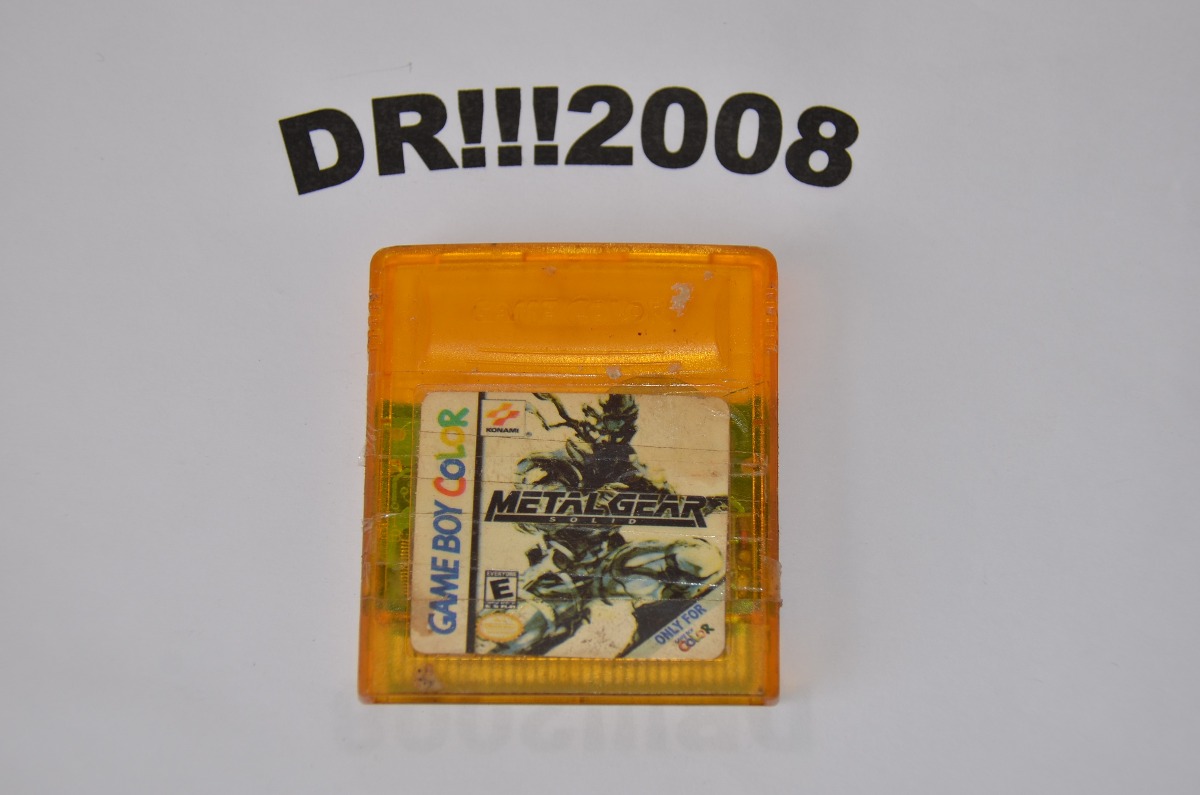 DR!!!2008
GAME BOY COLOR
KONAMI
METAL GEAR
SOLID
EVERYONE
E
ONLY FOR
COLOR